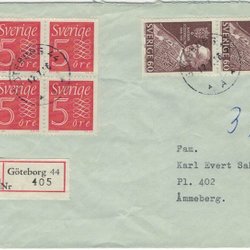 SVERIGE SVERIGE
5 5
ÖRE ÖRE
SVERIGE SVERIGE
5 5
ÖRE ÖRE
SVERIGE 60
SVERIGE 60
3
Göteborg 44
Nr 405
Fam.
Karl Evert
Pl. 402
Åmmeberg.